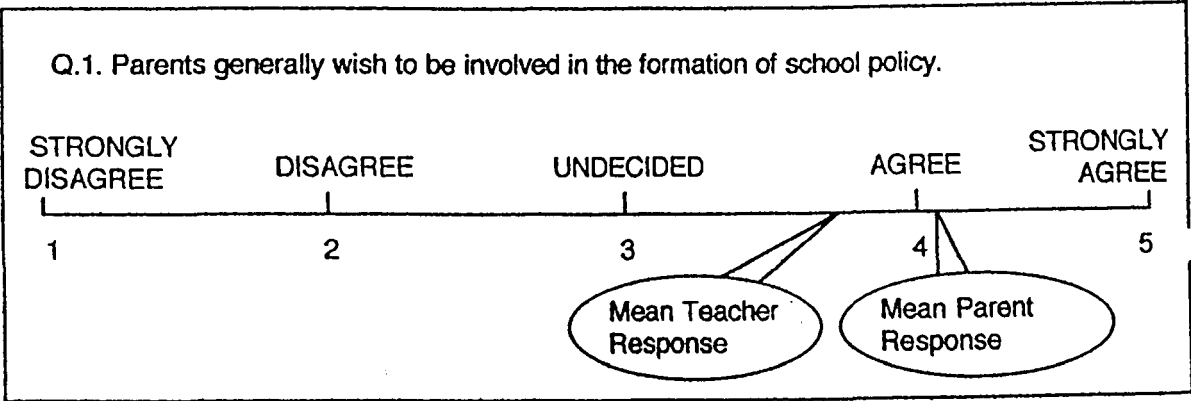 Q.1. Parents generally wish to be involved in the formation of school policy.
STRONGLY
DISAGREE
DISAGREE
UNDECIDED
AGREE
STRONGLY
AGREE
1
2
3
4
5
Mean Teacher
Response
Mean Parent
Response